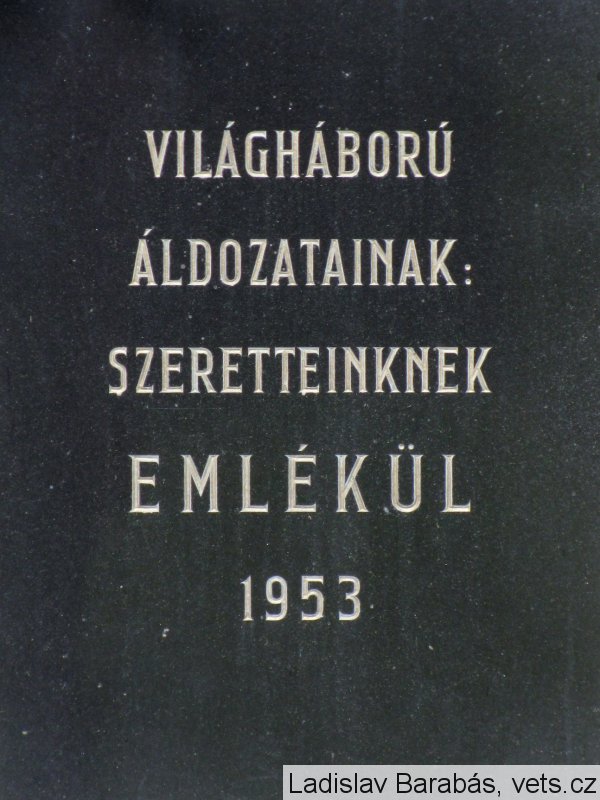 VILÁGHÁBORÚ
ÁLDOZATAINAK:
SZERETTEINKNEK
EMLÉKÜL
1953
Ladislav Barabás, vets.cz